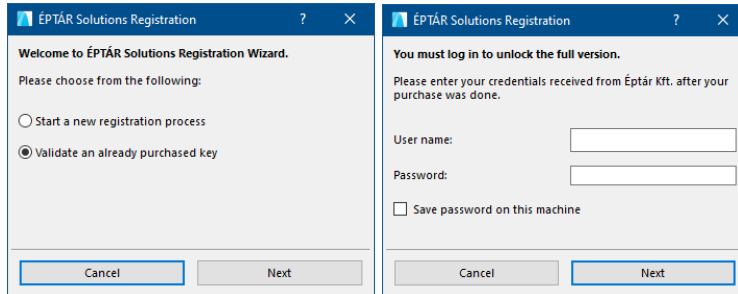 ÉPTÁR Solutions Registration
Welcome to ÉPTÁR Solutions Registration Wizard.
Please choose from the following:
Start a new registration process
Validate an already purchased key
Cancel
Next
ÉPTÁR Solutions Registration
You must log in to unlock the full version.
Please enter your credentials received from Éptár Kft. after your
purchase was done.
User name:
Password:
Save password on this machine
Cancel
Next